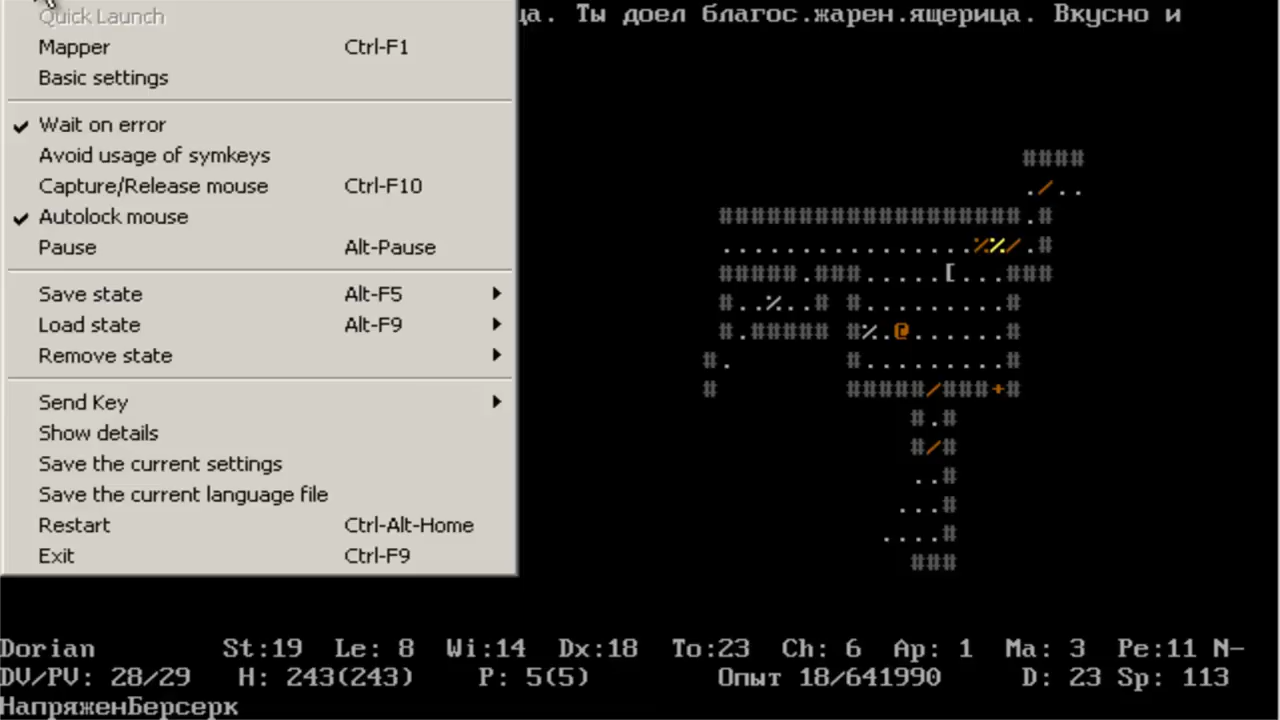 Quick Launch
ца. Ты доел благос.жарен.ящерица. Вкусно и
Mapper Ctrl-F1
Basic settings
Wait on error
Avoid usage of symkeys
Capture/Release mouse Ctrl-F10
Autolock mouse
Pause Alt-Pause
Save state Alt-F5
Load state Alt-F9
Remove state
Send Key
Show details
Save the current settings
Save the current language file
Restart Ctrl-Alt-Home
Exit Ctrl-F9
####
./..
###################.#
................%%/.#
#####.###.....[...###
#..%..# #.........#
#.##### #%.@......#
#. #.........#
# #####/###+#
#.#
#/#
..#
...#
....#
###
Dorian St:19 Le: 8 Wi:14 Dx:18 To:23 Ch: 6 Ap: 1 Ma: 3 Pe:11 N-
DV/PV: 28/29 H: 243(243) P: 5(5) Опыт 18/641990 D: 23 Sp: 113
НапряженБерсерк